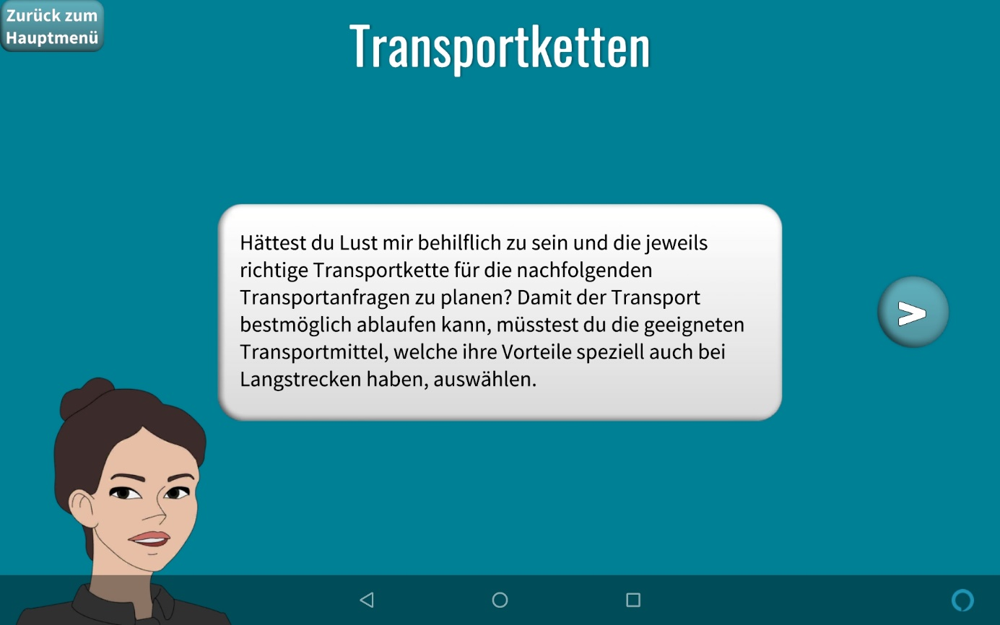 Zurück zum
Hauptmenü
Transportketten
Hättest du Lust mir behilflich zu sein und die jeweils
richtige Transportkette für die nachfolgenden
Transportanfragen zu planen? Damit der Transport
bestmöglich ablaufen kann, müsstest du die geeigneten
Transportmittel, welche ihre Vorteile speziell auch bei
Langstrecken haben, auswählen.
>